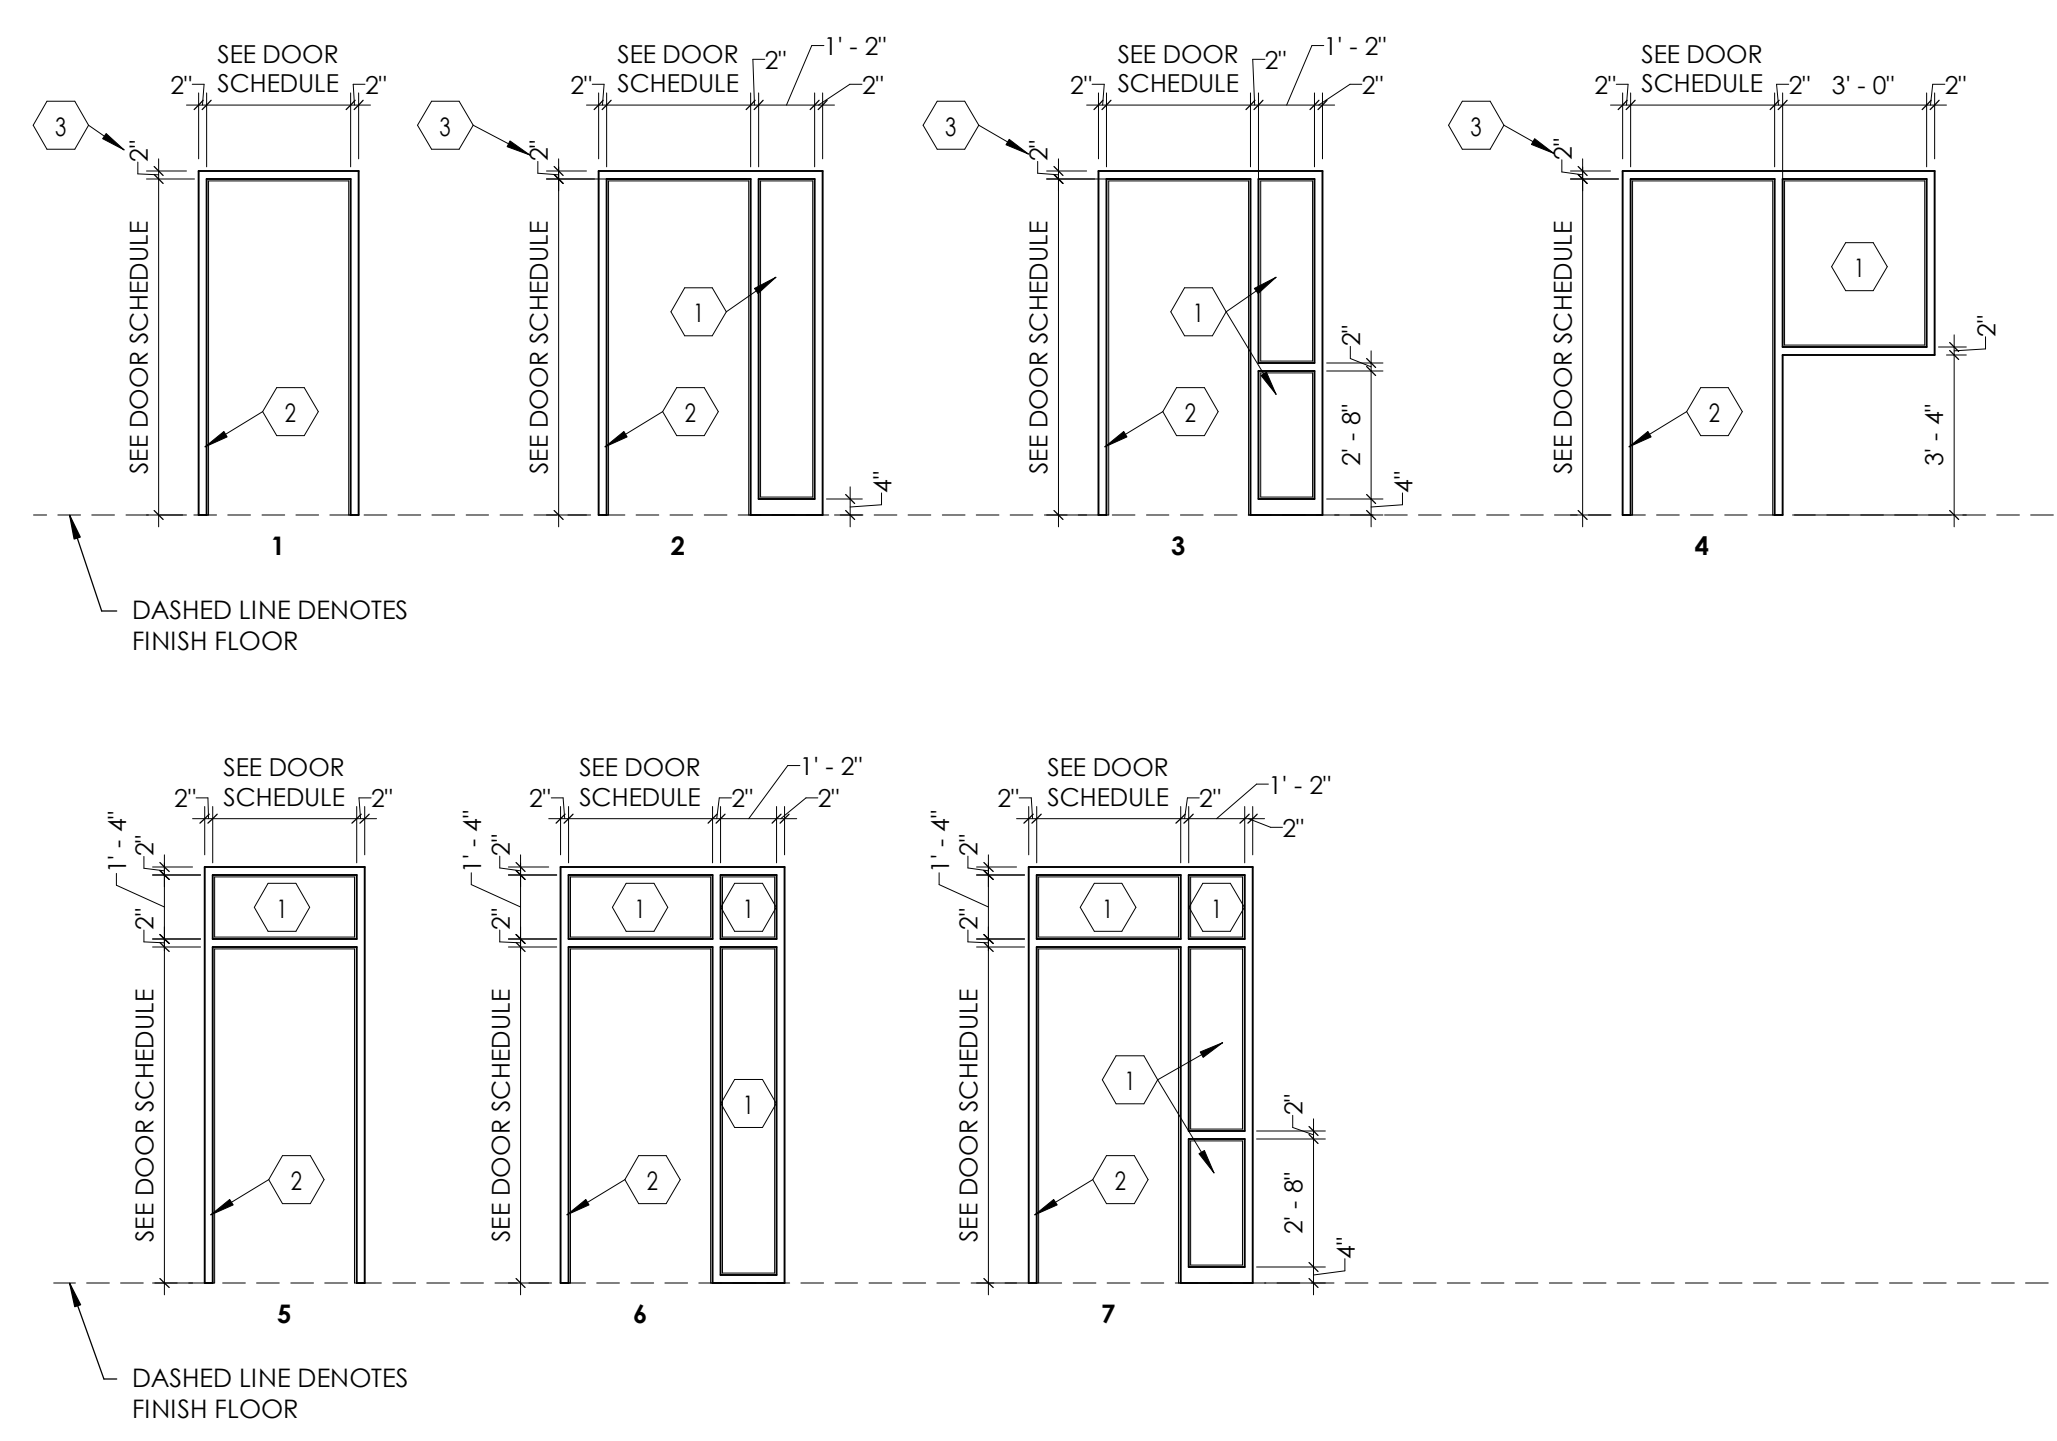 SEE DOOR
SCHEDULE
2"
2"
3
2"
SEE DOOR SCHEDULE
2
1
SEE DOOR
SCHEDULE
2"
2"
1' - 2"
2"
3
2"
SEE DOOR SCHEDULE
1
2
4"
2
SEE DOOR
SCHEDULE
2"
2"
1' - 2"
2"
3
2"
SEE DOOR SCHEDULE
1
2
2"
2' - 8"
4"
3
SEE DOOR
SCHEDULE
2"
2"
3' - 0"
2"
3
2"
SEE DOOR SCHEDULE
1
2
2"
3' - 4"
4
DASHED LINE DENOTES
FINISH FLOOR
SEE DOOR
SCHEDULE
2"
2"
1' - 4"
2"
2"
1
SEE DOOR SCHEDULE
2
5
SEE DOOR
SCHEDULE
2"
2"
1' - 2"
2"
1' - 4"
2"
2"
1
1
SEE DOOR SCHEDULE
1
2
6
SEE DOOR
SCHEDULE
2"
2"
1' - 2"
2"
1' - 4"
2"
2"
1
1
SEE DOOR SCHEDULE
1
2
2"
2' - 8"
4"
7
DASHED LINE DENOTES
FINISH FLOOR